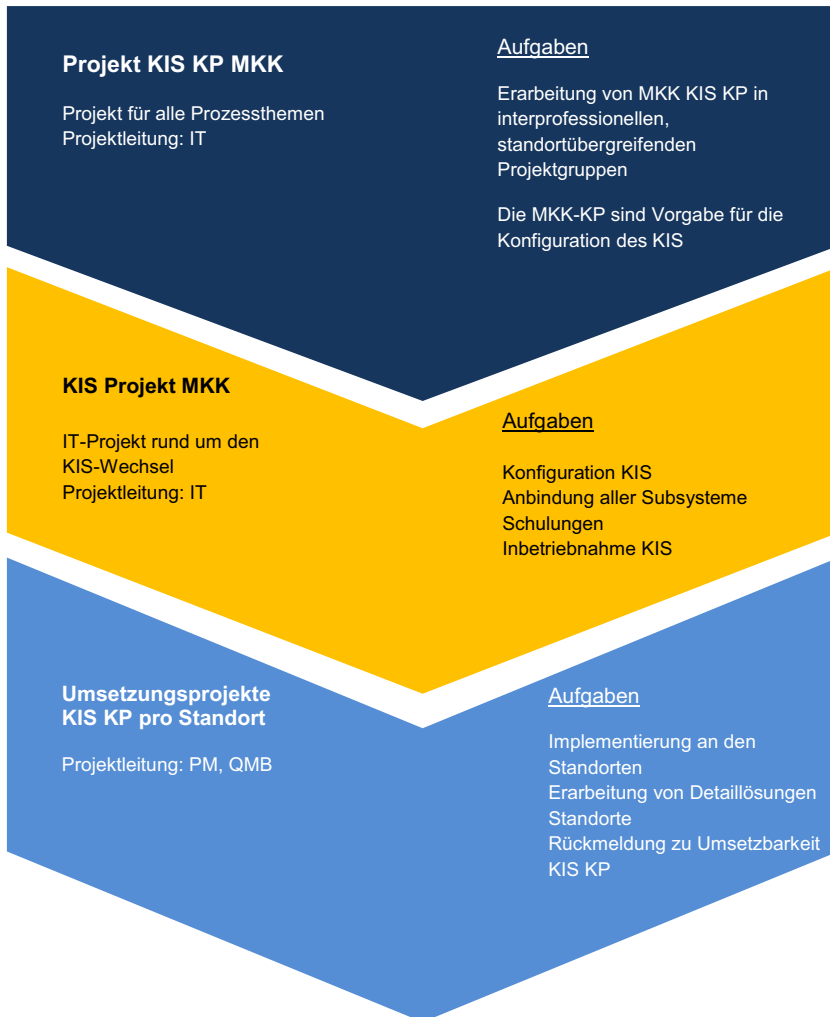 Projekt KIS KP MKK
Projekt für alle Prozessthemen
Projektleitung: IT
Aufgaben
Erarbeitung von MKK KIS KP in
interprofessionellen,
standortübergreifenden
Projektgruppen
Die MKK-KP sind Vorgabe für die
Konfiguration des KIS
KIS Projekt MKK
IT-Projekt rund um den
KIS-Wechsel
Projektleitung: IT
Aufgaben
Konfiguration KIS
Anbindung aller Subsysteme
Schulungen
Inbetriebnahme KIS
Umsetzungsprojekte
KIS KP pro Standort
Projektleitung: PM, QMB
Aufgaben
Implementierung an den
Standorten
Erarbeitung von Detaillösungen
Standorte
Rückmeldung zu Umsetzbarkeit
KIS KP